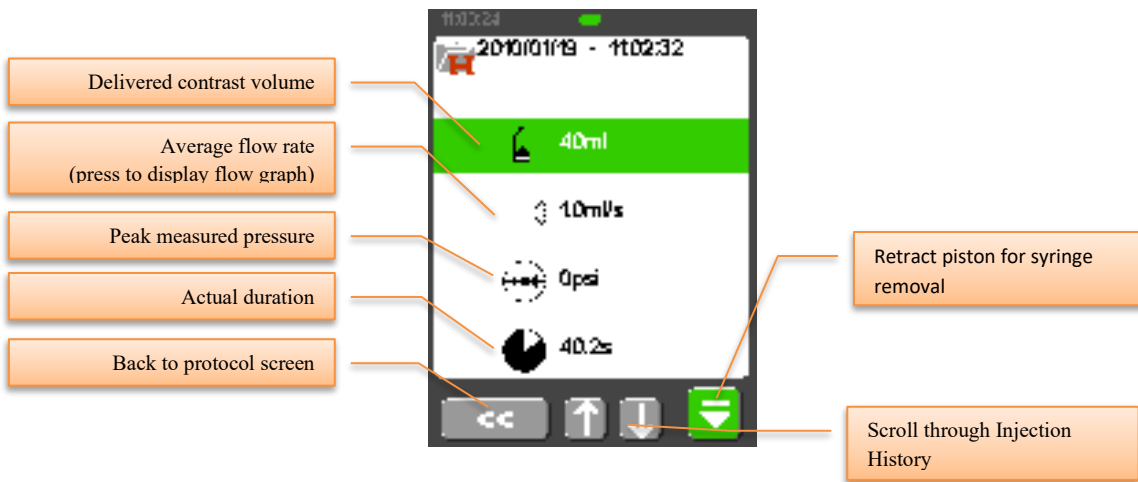 11:03:24
2010/01/19 - 11:02:32
Delivered contrast volume
40ml
Average flow rate
(press to display flow graph)
1.0ml/s
Peak measured pressure
0psi
Retract piston for syringe
removal
Actual duration
40.2s
Back to protocol screen
<<
Scroll through Injection
History